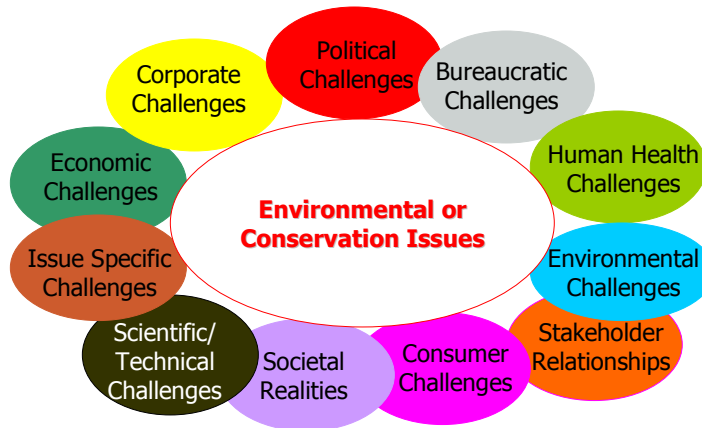 Political
Challenges
Corporate
Challenges
Bureaucratic
Challenges
Economic
Challenges
Human Health
Challenges
Environmental or
Conservation Issues
Issue Specific
Challenges
Environmental
Challenges
Scientific/
Technical
Challenges
Societal
Realities
Consumer
Challenges
Stakeholder
Relationships